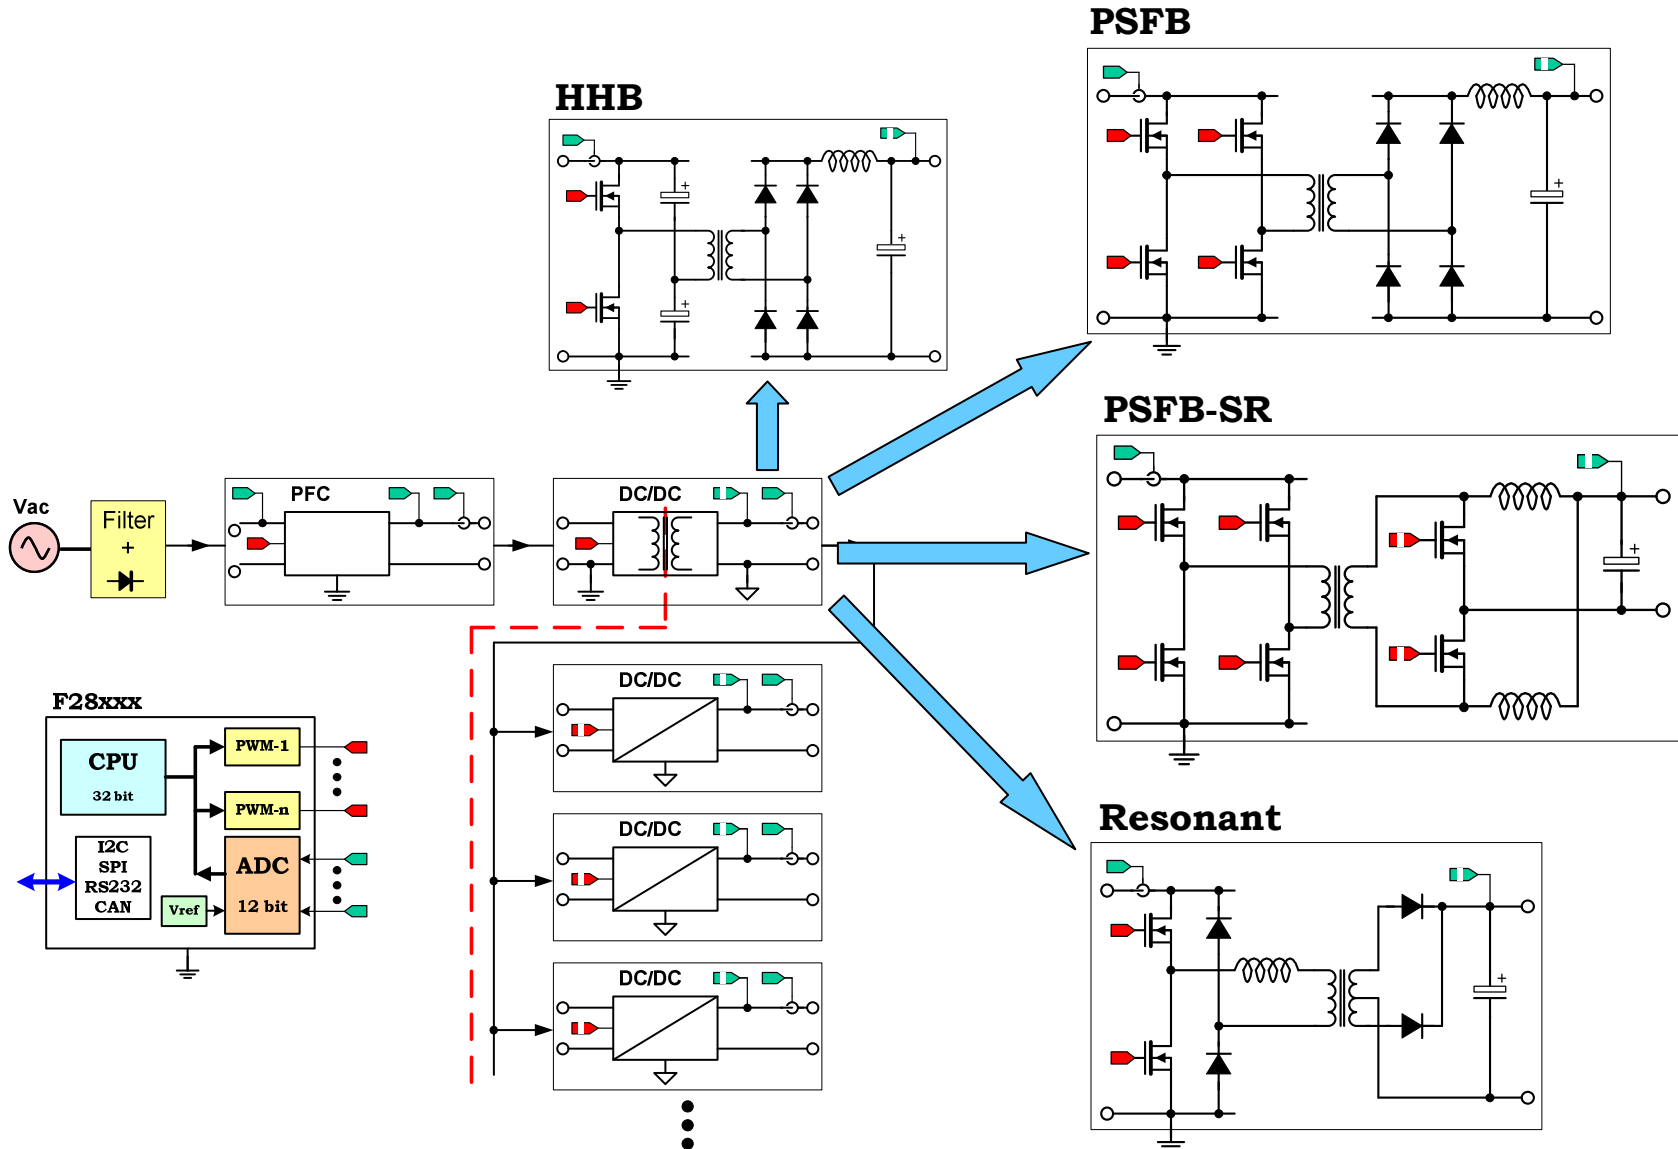 PSFB
HHB
PSFB-SR
Vac
Filter
+
PFC
DC/DC
DC/DC
DC/DC
DC/DC
Resonant
F28xxx
CPU
32 bit
PWM-1
PWM-n
I2C
SPI
RS232
CAN
ADC
12 bit
Vref
+
+
+
+
+
+